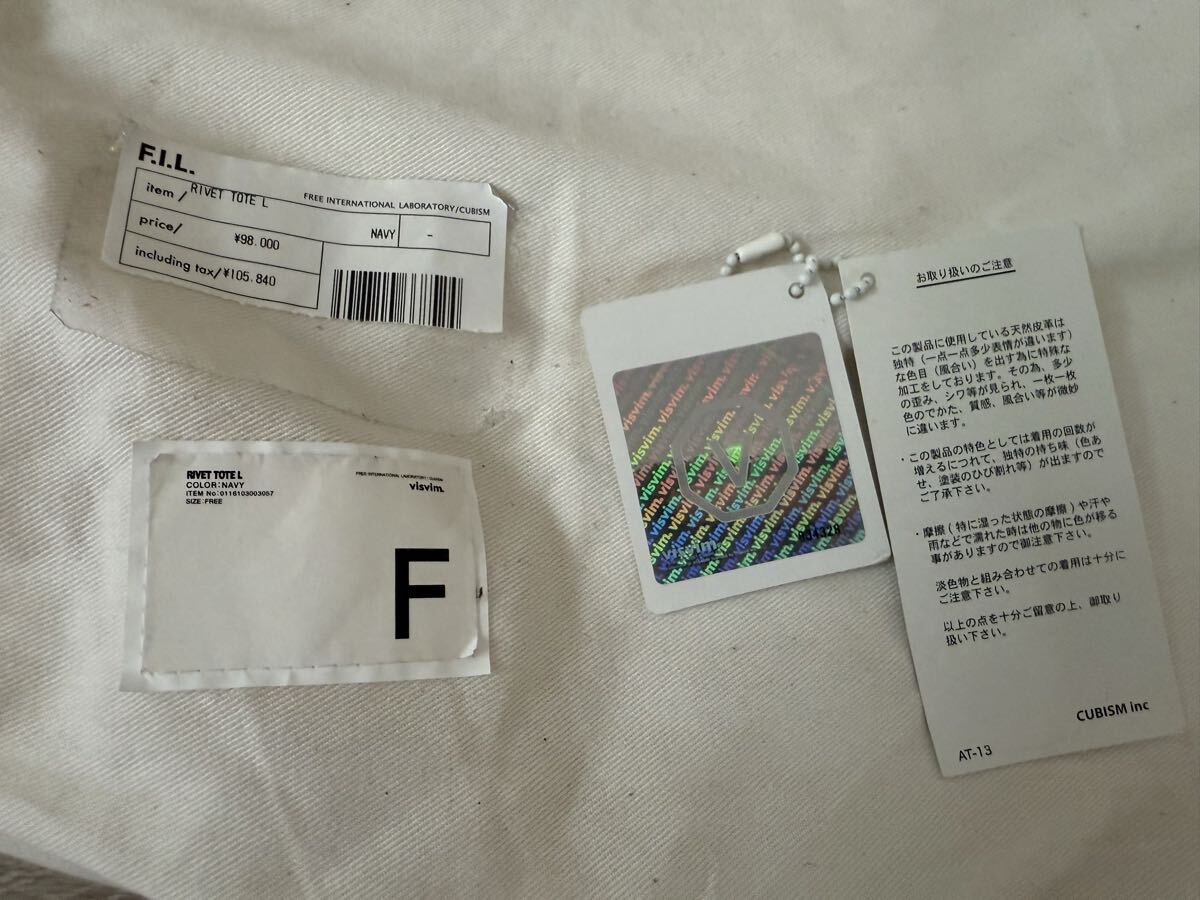 F.I.L.
item / RIVET TOTE L
FREE INTERNATIONAL LABORATORY/CUBISM
NAVY
-
price/ ¥98.000
including tax/ ¥105.840
RIVET TOTE L
COLOR:NAVY
ITEM No:0116103003057
SIZE:FREE
FREE INTERNATIONAL LABORATORY / CUBISM
visvim.
F
visvim.
お取り扱いのご注意
この製品に使用している天然皮革は
独特(一点一点多少表情が違います)
な色目(風合い)を出す為に特殊な
加工をしております。その為、多少
の歪み、シワ等が見られ、一枚一枚
色のでかた、質感、風合い等が微妙
に違います。
・この製品の特色としては着用の回数が
増えるにつれて、独特の持ち味(色あ
せ、塗装のひび割れ等)が出ますので
ご了承下さい。
・摩擦(特に湿った状態の摩擦)や汗や
雨などで濡れた時は他の物に色が移る
事がありますので御注意下さい。
淡色物と組み合わせての着用は十分に
ご注意下さい。
以上の点を十分ご留意の上、御取り
扱い下さい。
CUBISM inc
AT-13